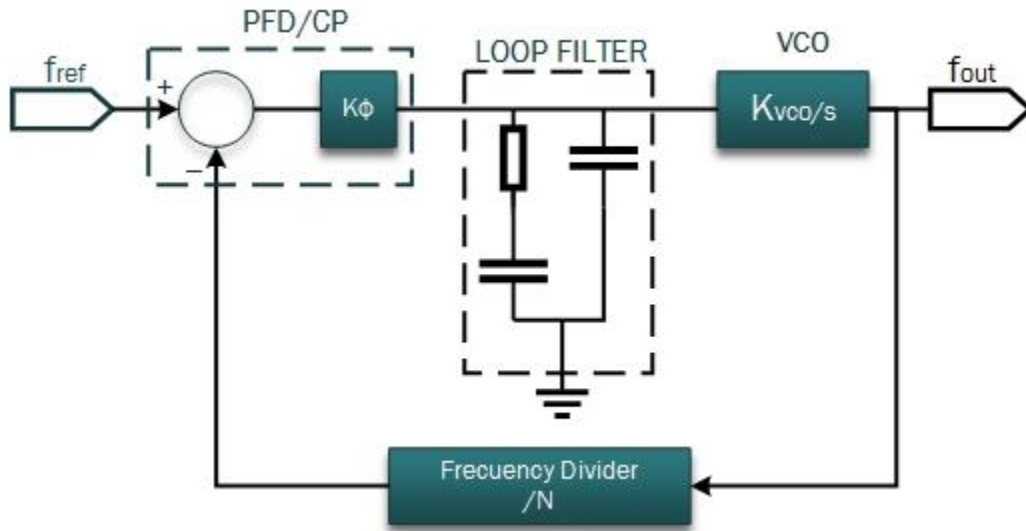 PFD/CP
LOOP FILTER
VCO
fref
+
Kϕ
Kvco/s
fout
−
Frecuency Divider
/N